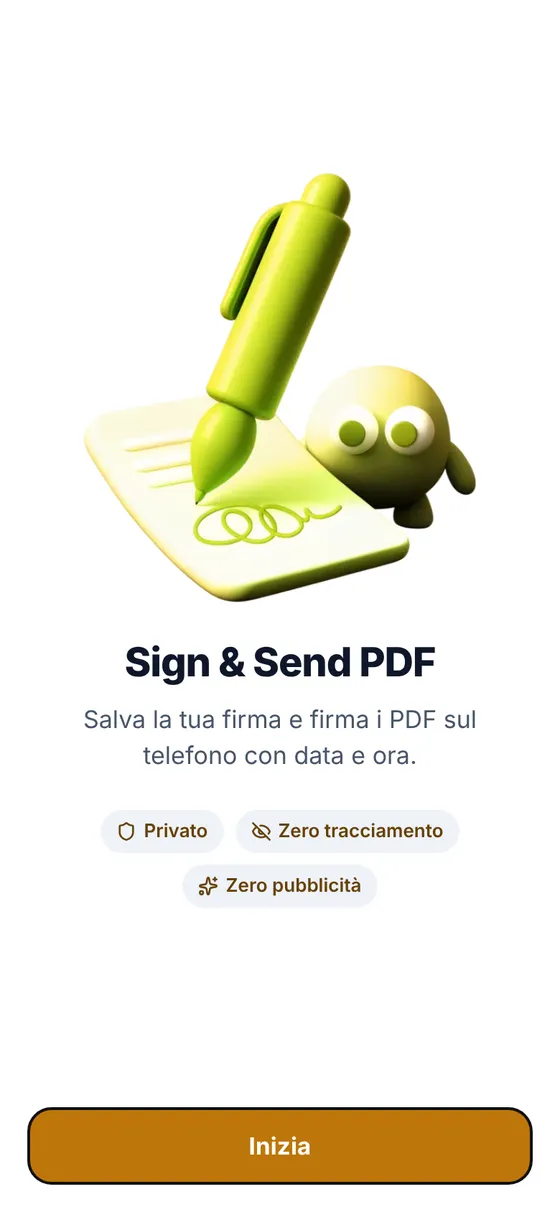 Sign & Send PDF
Salva la tua firma e firma i PDF sul
telefono con data e ora.
Privato
Zero tracciamento
Zero pubblicità
Inizia